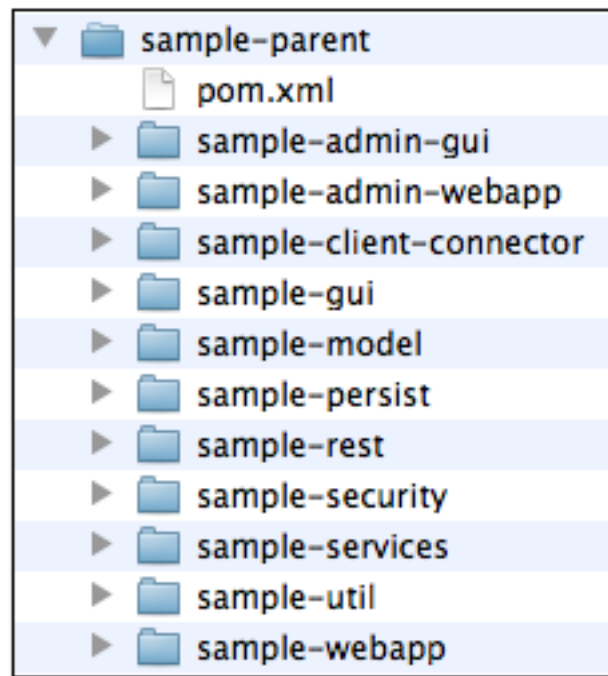 sample-parent
pom.xml
sample-admin-gui
sample-admin-webapp
sample-client-connector
sample-gui
sample-model
sample-persist
sample-rest
sample-security
sample-services
sample-util
sample-webapp